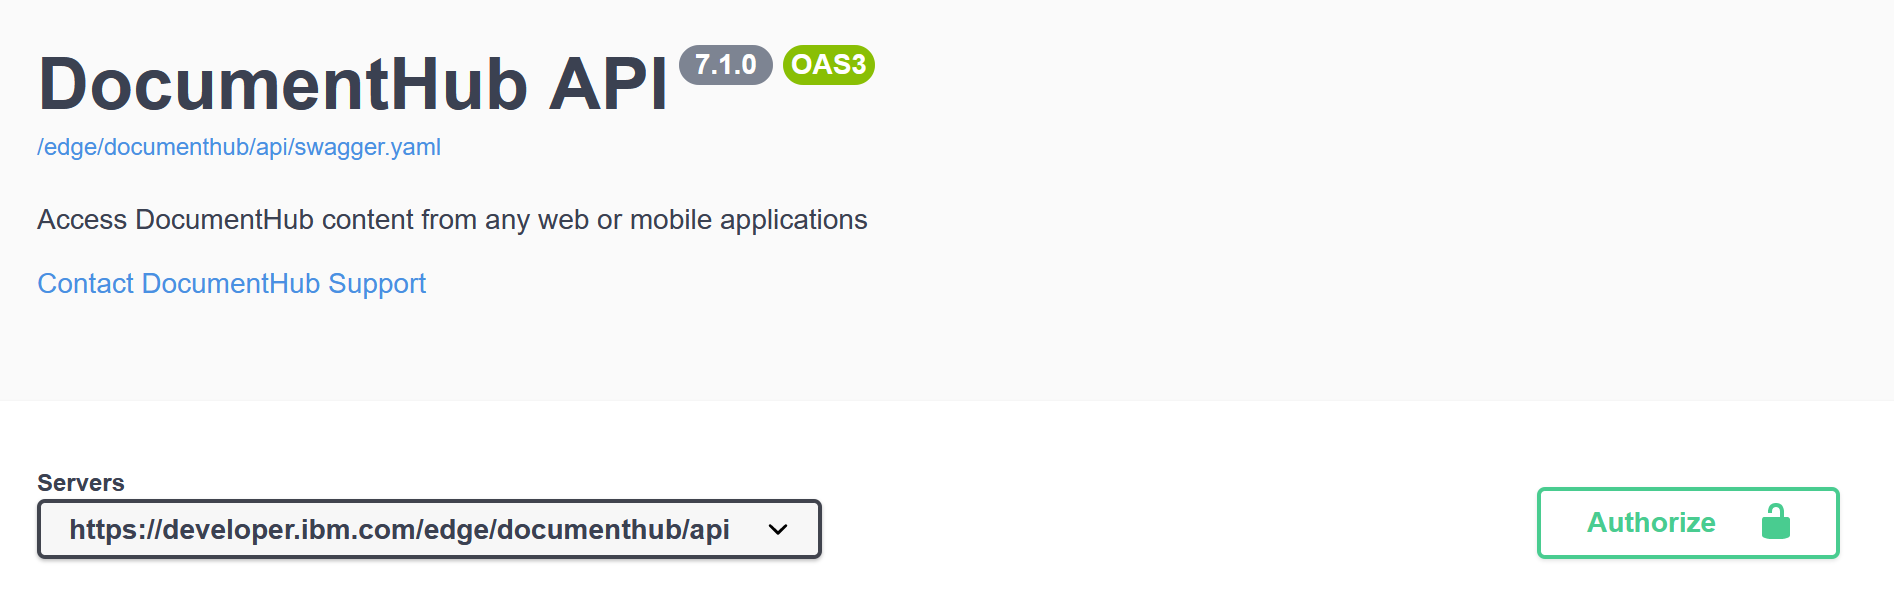 DocumentHub API 7.1.0 OAS3
/edge/documenthub/api/swagger.yaml
Access DocumentHub content from any web or mobile applications
Contact DocumentHub Support
Servers
https://developer.ibm.com/edge/documenthub/api
Authorize